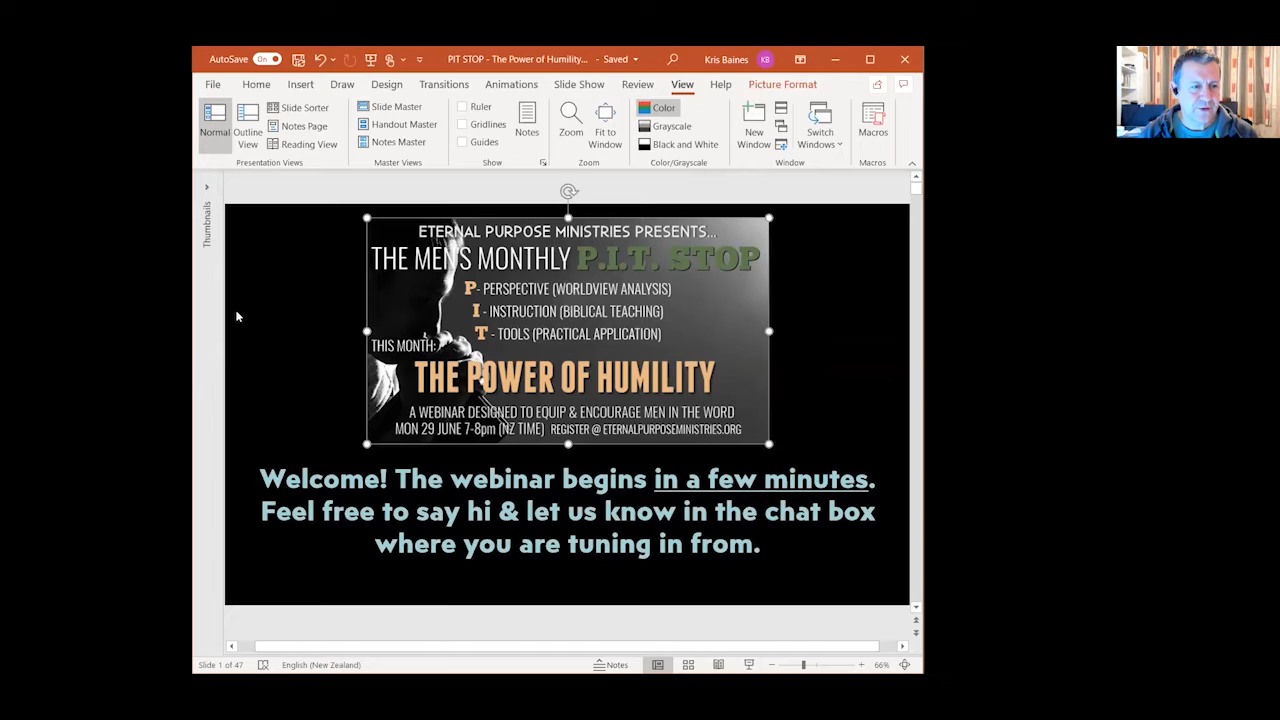 AutoSave On PIT STOP - The Power of Humility... - Saved Kris Baines KB
File Home Insert Draw Design Transitions Animations Slide Show Review View Help Picture Format
Normal
Outline View
Slide Sorter
Notes Page
Reading View
Presentation Views
Slide Master
Handout Master
Notes Master
Master Views
Ruler
Gridlines
Guides
Show
Notes
Zoom
Fit to Window
Zoom
Color
Grayscale
Black and White
Color/Grayscale
New Window
Switch Windows
Window
Macros
Macros
Thumbnails
ETERNAL PURPOSE MINISTRIES PRESENTS...
THE MEN'S MONTHLY P.I.T. STOP
P- PERSPECTIVE (WORLDVIEW ANALYSIS)
I - INSTRUCTION (BIBLICAL TEACHING)
T - TOOLS (PRACTICAL APPLICATION)
THIS MONTH:
THE POWER OF HUMILITY
A WEBINAR DESIGNED TO EQUIP & ENCOURAGE MEN IN THE WORD
MON 29 JUNE 7-8pm (NZ TIME) REGISTER @ ETERNALPURPOSEMINISTRIES.ORG
Welcome! The webinar begins in a few minutes.
Feel free to say hi & let us know in the chat box
where you are tuning in from.
Slide 1 of 47 English (New Zealand) Notes 66%